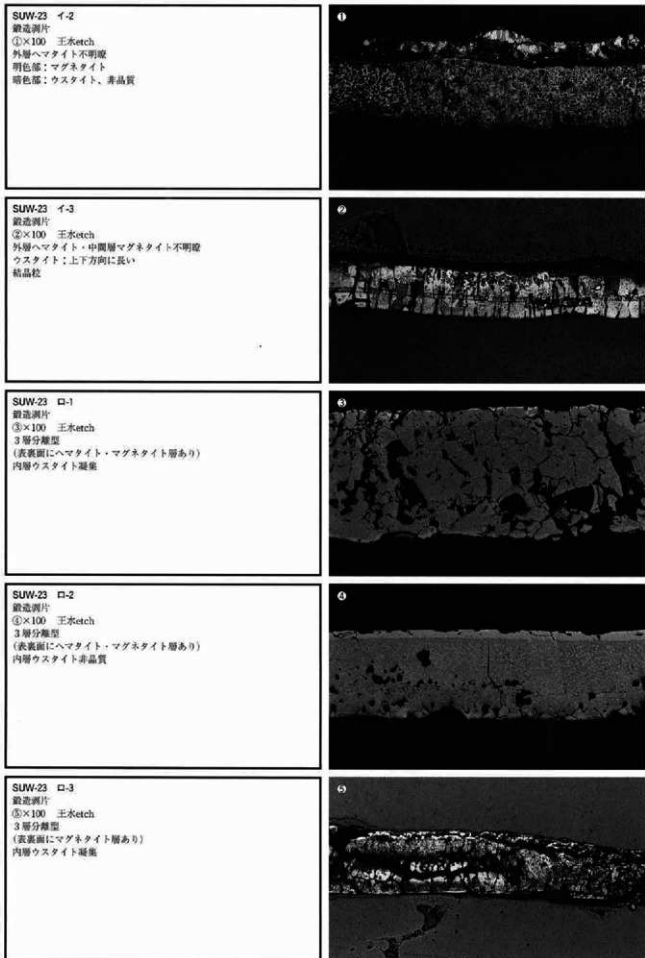 SUW-23 イ-2
鍛造剥片
①×100 王水etch
外層ヘマタイト不明瞭
明色部：マグネタイト
暗色部：ウスタイト、非晶質
①
SUW-23 イ-3
鍛造剥片
②×100 王水etch
外層ヘマタイト・中間層マグネタイト不明瞭
ウスタイト：上下方向に長い
結晶粒
②
SUW-23 ロ-1
鍛造剥片
③×100 王水etch
3層分離型
(表裏面にヘマタイト・マグネタイト層あり)
内層ウスタイト凝集
③
SUW-23 ロ-2
鍛造剥片
④×100 王水etch
3層分離型
(表裏面にヘマタイト・マグネタイト層あり)
内層ウスタイト非晶質
④
SUW-23 ロ-3
鍛造剥片
⑤×100 王水etch
3層分離型
(表裏面にマグネタイト層あり)
内層ウスタイト凝集
⑤